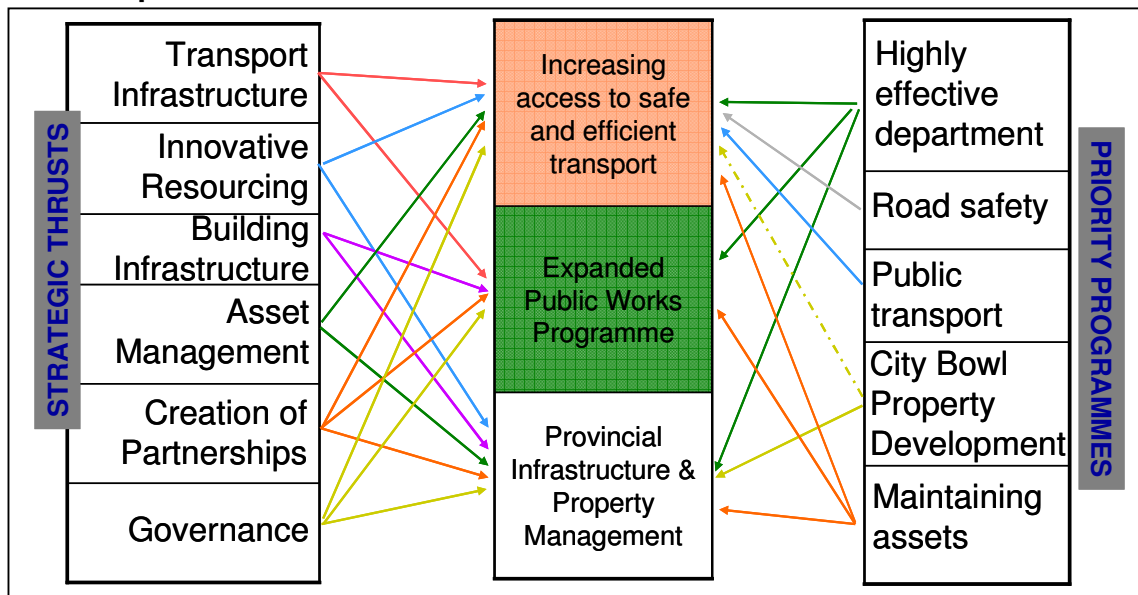 STRATEGIC THRUSTS
Transport
Infrastructure
Innovative
Resourcing
Building
Infrastructure
Asset
Management
Creation of
Partnerships
Governance
Increasing
access to safe
and efficient
transport
Expanded
Public Works
Programme
Provincial
Infrastructure &
Property
Management
Highly
effective
department
Road safety
Public
transport
City Bowl
Property
Development
Maintaining
assets
PRIORITY PROGRAMMES